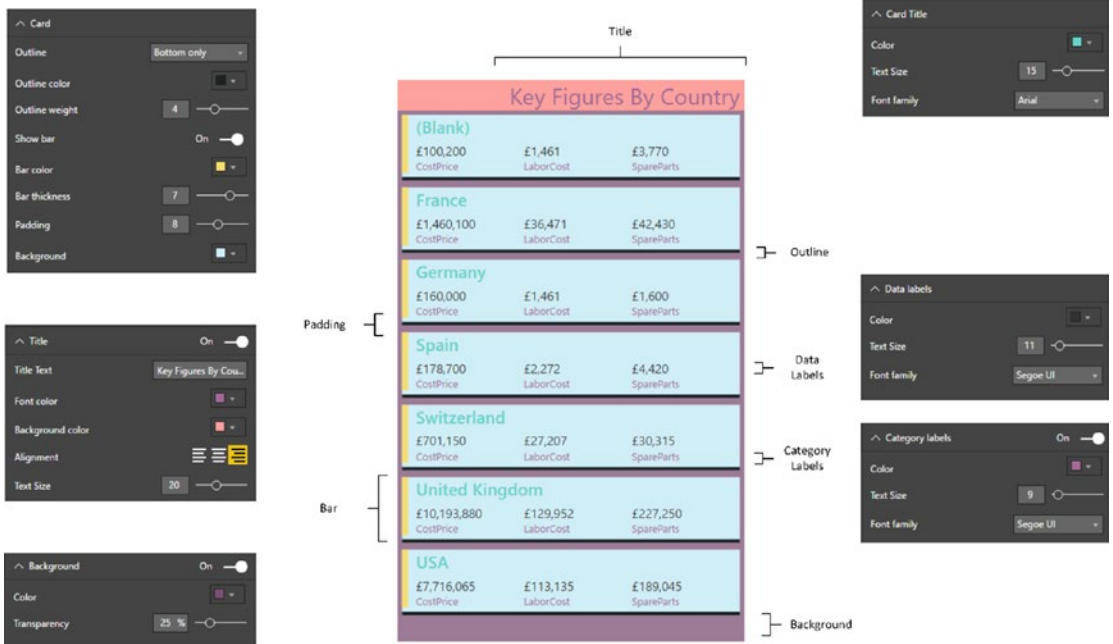 Card
Outline Bottom only
Outline color
Outline weight 4
Show bar On
Bar color
Bar thickness 7
Padding 8
Background
Title On
Title Text Key Figures By Cou...
Font color
Background color
Alignment
Text Size 20
Background On
Color
Transparency 25 %
Title
Key Figures By Country
(Blank)
£100,200 £1,461 £3,770
CostPrice LaborCost SpareParts
France
£1,460,100 £36,471 £42,430
CostPrice LaborCost SpareParts
Germany
£160,000 £1,461 £1,600
CostPrice LaborCost SpareParts
Spain
£178,700 £2,272 £4,420
CostPrice LaborCost SpareParts
Switzerland
£701,150 £27,207 £30,315
CostPrice LaborCost SpareParts
United Kingdom
£10,193,880 £129,952 £227,250
CostPrice LaborCost SpareParts
USA
£7,716,065 £113,135 £189,045
CostPrice LaborCost SpareParts
Padding
Bar
Outline
Data
Labels
Category
Labels
Background
Card Title
Color
Text Size 15
Font family Arial
Data labels
Color
Text Size 11
Font family Segoe UI
Category labels On
Color
Text Size 9
Font family Segoe UI